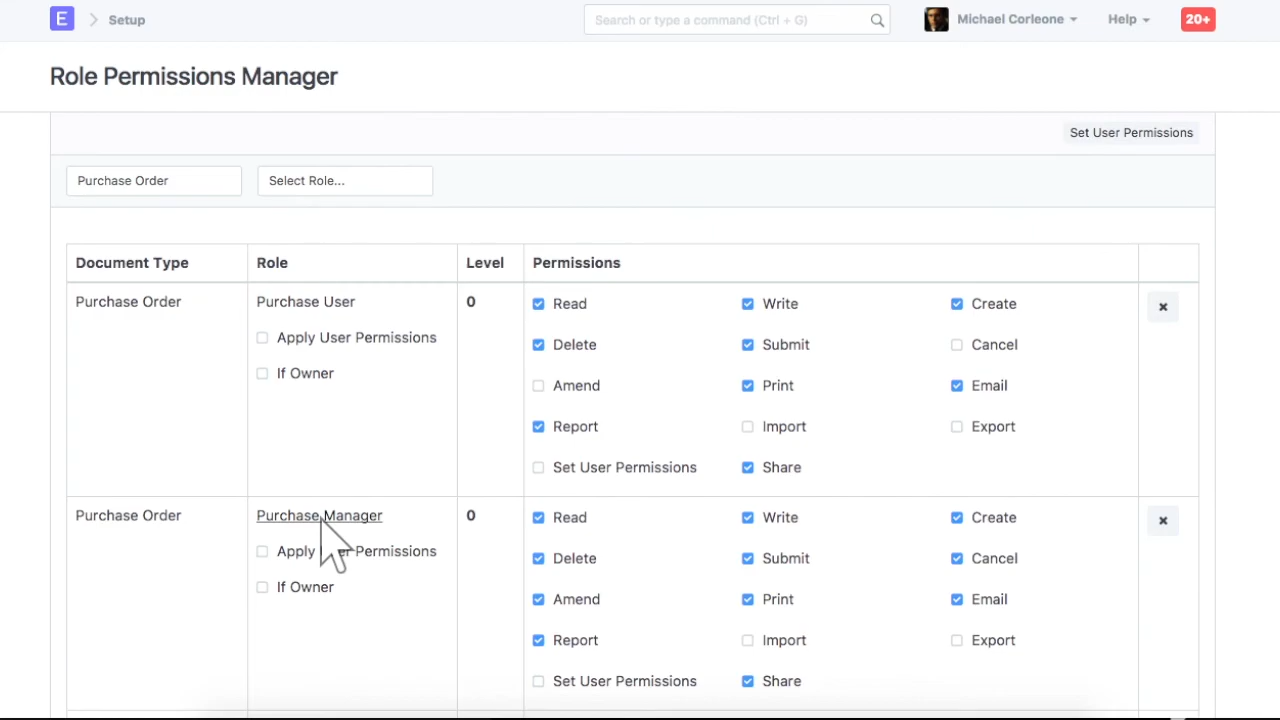 E Setup Search or type a command (Ctrl + G) Michael Corleone Help 20+
Role Permissions Manager
Set User Permissions
Purchase Order Select Role...
Document Type Role Level Permissions
Purchase Order Purchase User 0 Read Write Create
Apply User Permissions Delete Submit Cancel
If Owner Amend Print Email
Report Import Export
Set User Permissions Share
Purchase Order Purchase Manager 0 Read Write Create
Apply User Permissions Delete Submit Cancel
If Owner Amend Print Email
Report Import Export
Set User Permissions Share